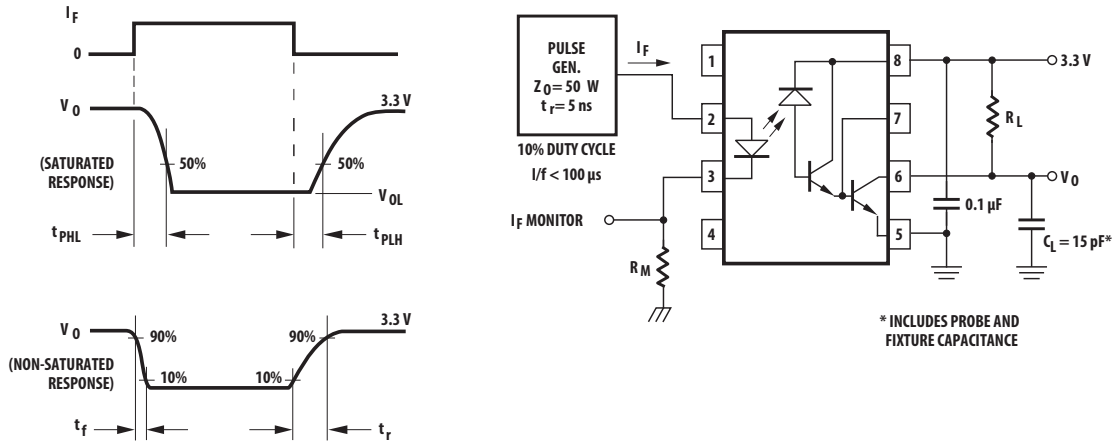 I F
0
V O
3.3 V
(SATURATED
RESPONSE)
50%
50%
V OL
t PHL
t PLH
V O
3.3 V
90%
90%
(NON-SATURATED
RESPONSE)
10%
10%
t f
t r
PULSE
GEN.
Z O = 50 W
t r = 5 ns
I F
10% DUTY CYCLE
I/f < 100 µs
I F MONITOR
R M
1
2
3
4
8
7
6
5
3.3 V
R L
V O
0.1 µF
C L = 15 pF*
* INCLUDES PROBE AND
FIXTURE CAPACITANCE